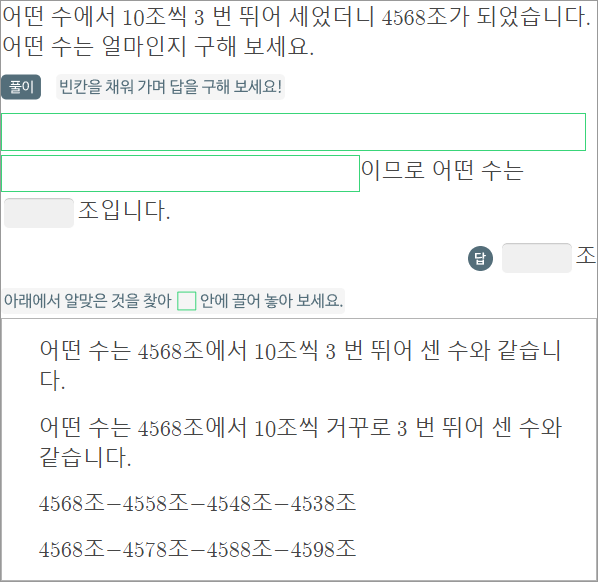 어떤 수에서 10조씩 3 번 뛰어 세었더니 4568조가 되었습니다.
어떤 수는 얼마인지 구해 보세요.
풀이 빈칸을 채워 가며 답을 구해 보세요!
이므로 어떤 수는
조입니다.
답 조
아래에서 알맞은 것을 찾아 안에 끌어 놓아 보세요.
어떤 수는 4568조에서 10조씩 3 번 뛰어 센 수와 같습니
다.
어떤 수는 4568조에서 10조씩 거꾸로 3 번 뛰어 센 수와
같습니다.
4568조−4558조−4548조−4538조
4568조−4578조−4588조−4598조